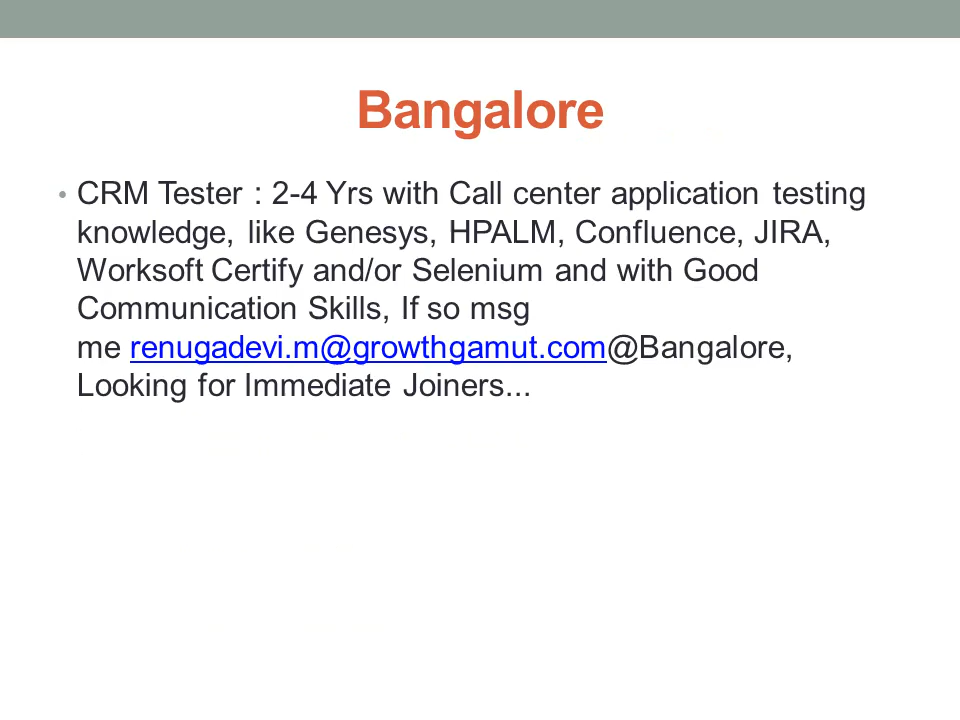 Bangalore
• CRM Tester : 2-4 Yrs with Call center application testing
knowledge, like Genesys, HPALM, Confluence, JIRA,
Worksoft Certify and/or Selenium and with Good
Communication Skills, If so msg
me renugadevi.m@growthgamut.com@Bangalore,
Looking for Immediate Joiners...